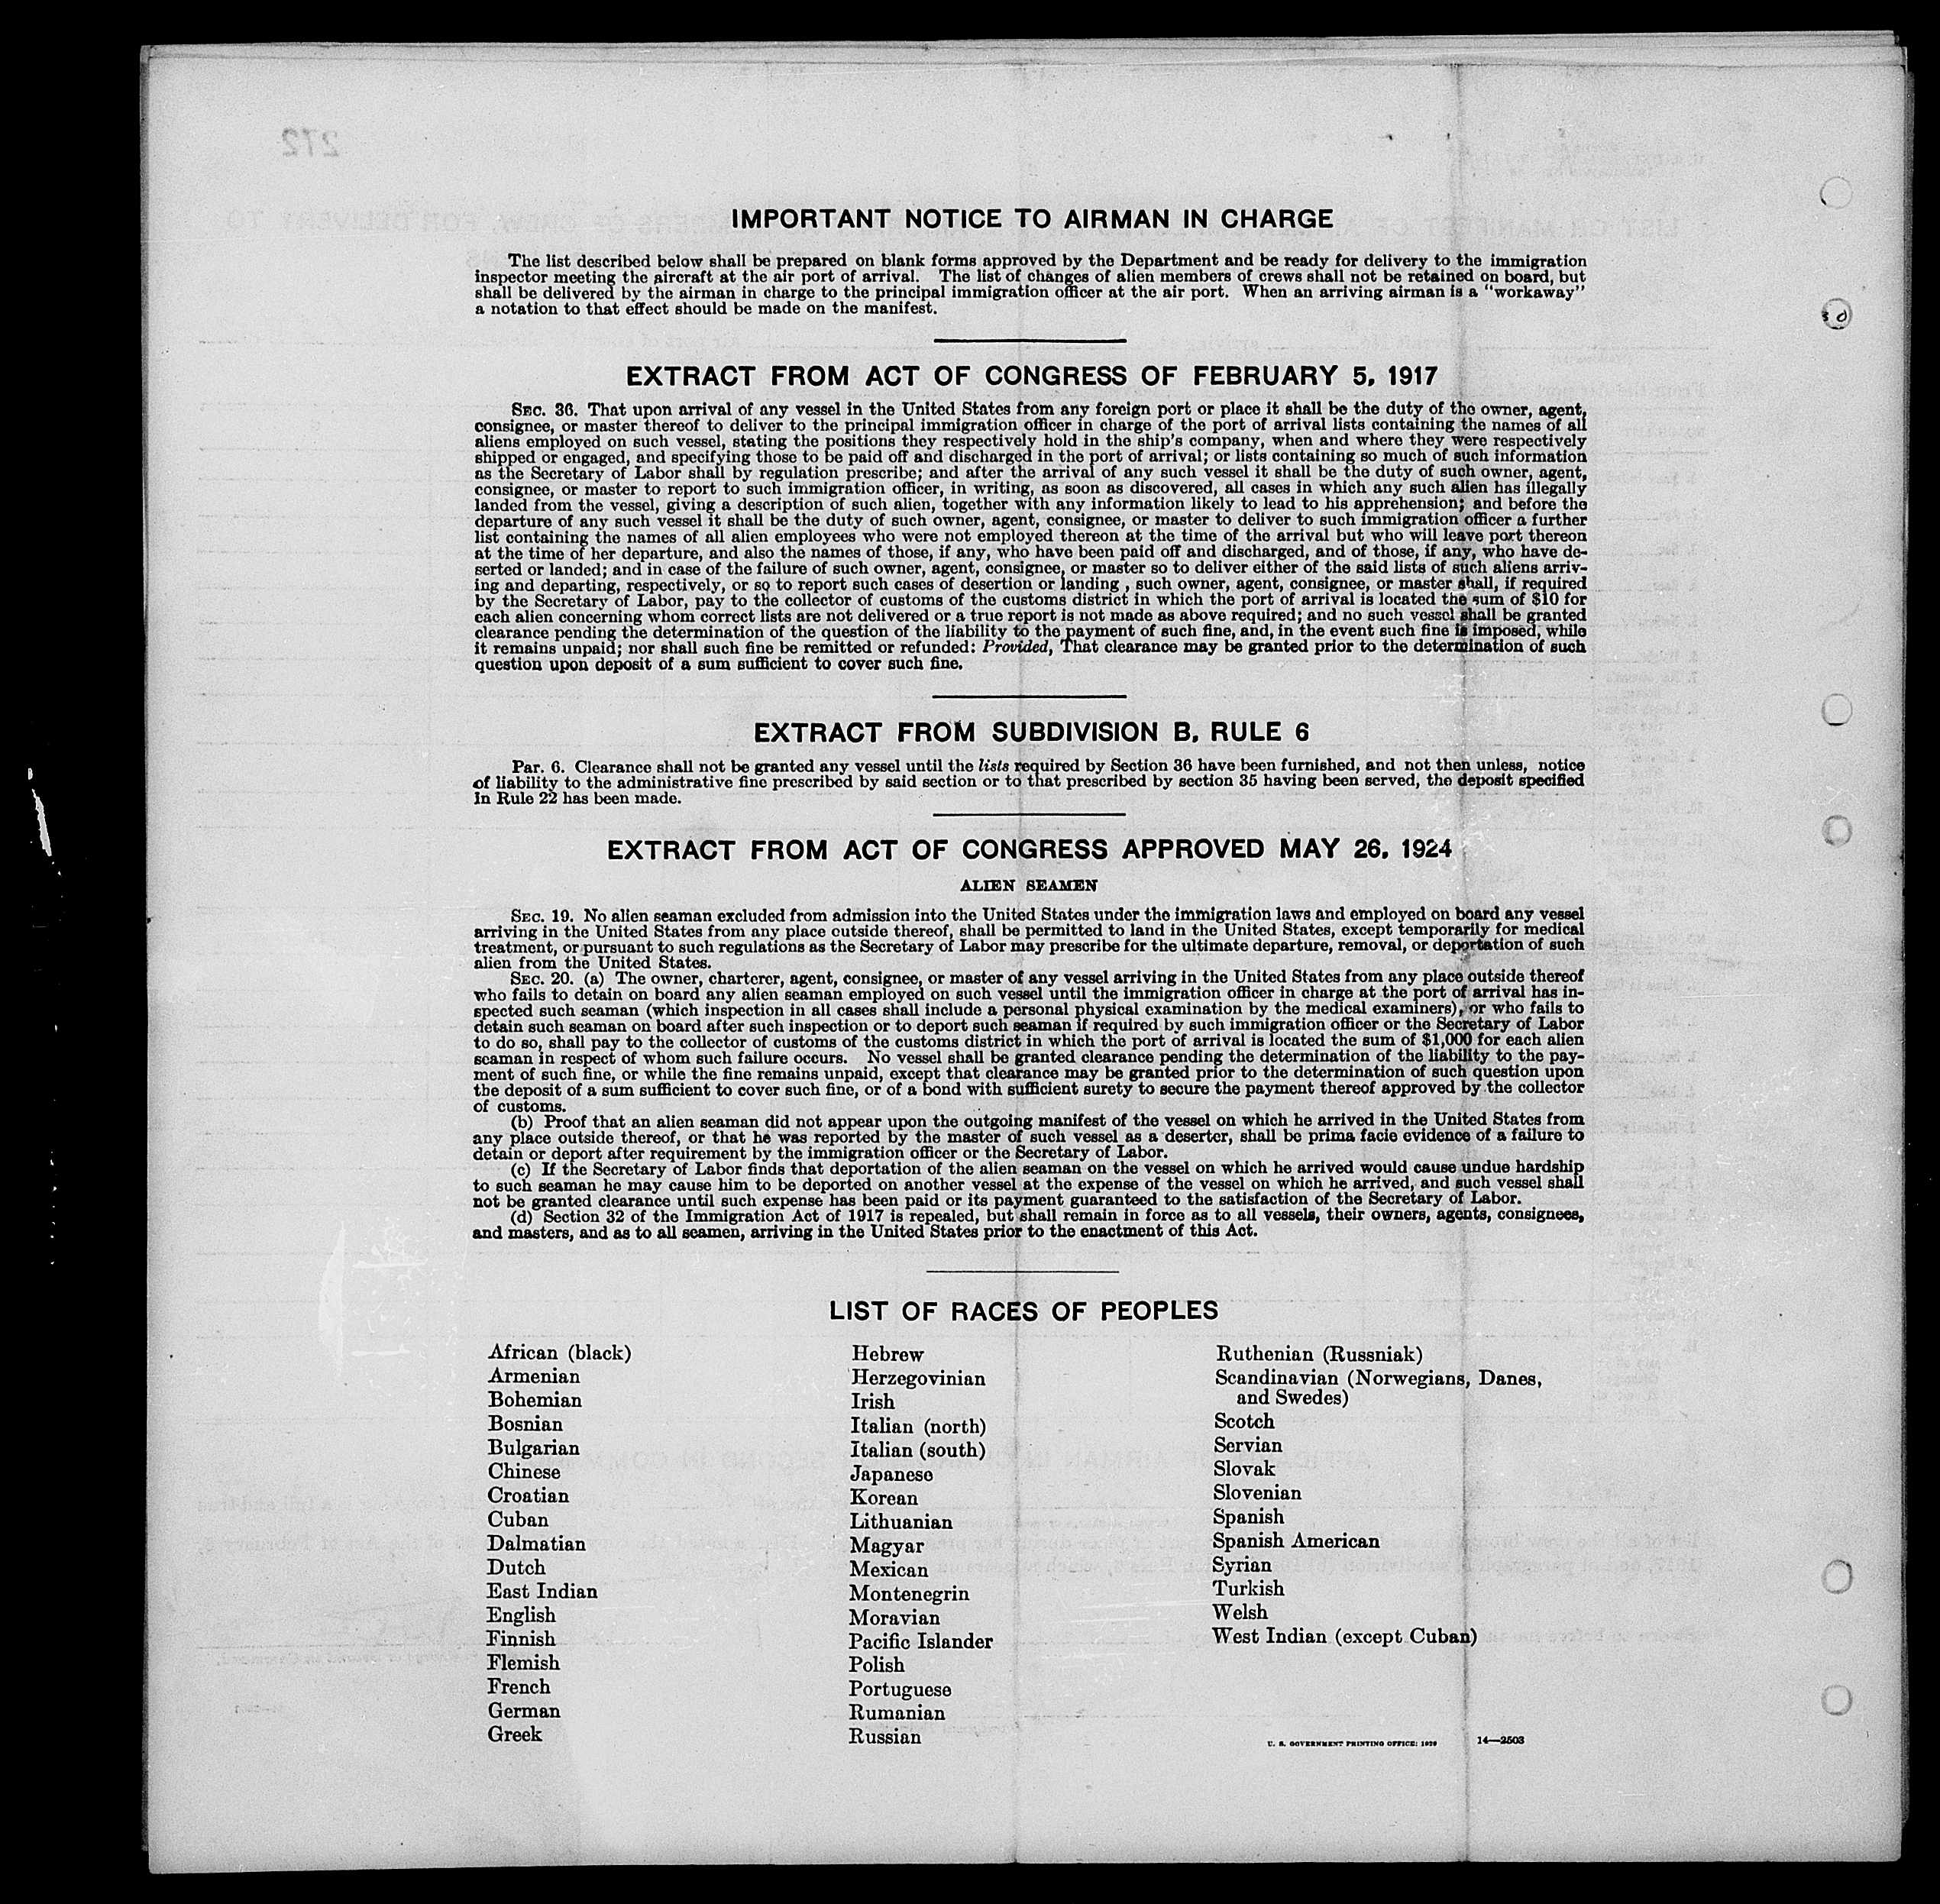 IMPORTANT NOTICE TO AIRMAN IN CHARGE
The list described below shall be prepared on blank forms approved by the Department and be ready for delivery to the immigration
inspector meeting the aircraft at the air port of arrival. The list of changes of alien members of crews shall not be retained on board, but
shall be delivered by the airman in charge to the principal immigration officer at the air port. When an arriving airman is a "workaway"
a notation to that effect should be made on the manifest.
EXTRACT FROM ACT OF CONGRESS OF FEBRUARY 5, 1917
SEC. 36. That upon arrival of any vessel in the United States from any foreign port or place it shall be the duty of the owner, agent,
consignee, or master thereof to deliver to the principal immigration officer in charge of the port of arrival lists containing the names of all
aliens employed on such vessel, stating the positions they respectively hold in the ship's company, when and where they were respectively
shipped or engaged, and specifying those to be paid off and discharged in the port of arrival; or lists containing so much of such information
as the Secretary of Labor shall by regulation prescribe; and after the arrival of any such vessel it shall be the duty of such owner, agent,
consignee, or master to report to such immigration officer, in writing, as soon as discovered, all cases in which any such alien has illegally
landed from the vessel, giving a description of such alien, together with any information likely to lead to his apprehension; and before the
departure of any such vessel it shall be the duty of such owner, agent, consignee, or master to deliver to such immigration officer a further
list containing the names of all alien employees who were not employed thereon at the time of the arrival but who will leave port thereon
at the time of her departure, and also the names of those, if any, who have been paid off and discharged, and of those, if any, who have de-
serted or landed; and in case of the failure of such owner, agent, consignee, or master so to deliver either of the said lists of such aliens arriv-
ing and departing, respectively, or so to report such cases of desertion or landing , such owner, agent, consignee, or master shall, if required
by the Secretary of Labor, pay to the collector of customs of the customs district in which the port of arrival is located the sum of $10 for
each alien concerning whom correct lists are not delivered or a true report is not made as above required; and no such vessel shall be granted
clearance pending the determination of the question of the liability to the payment of such fine, and, in the event such fine is imposed, while
it remains unpaid; nor shall such fine be remitted or refunded: Provided, That clearance may be granted prior to the determination of such
question upon deposit of a sum sufficient to cover such fine.
EXTRACT FROM SUBDIVISION B, RULE 6
Par. 6. Clearance shall not be granted any vessel until the lists required by Section 36 have been furnished, and not then unless, notice
of liability to the administrative fine prescribed by said section or to that prescribed by section 35 having been served, the deposit specified
in Rule 22 has been made.
EXTRACT FROM ACT OF CONGRESS APPROVED MAY 26, 1924
ALIEN SEAMEN
SEC. 19. No alien seaman excluded from admission into the United States under the immigration laws and employed on board any vessel
arriving in the United States from any place outside thereof, shall be permitted to land in the United States, except temporarily for medical
treatment, or pursuant to such regulations as the Secretary of Labor may prescribe for the ultimate departure, removal, or deportation of such
alien from the United States.
SEC. 20. (a) The owner, charterer, agent, consignee, or master of any vessel arriving in the United States from any place outside thereof
who fails to detain on board any alien seaman employed on such vessel until the immigration officer in charge at the port of arrival has in-
spected such seaman (which inspection in all cases shall include a personal physical examination by the medical examiners), or who fails to
detain such seaman on board after such inspection or to deport such seaman if required by such immigration officer or the Secretary of Labor
to do so, shall pay to the collector of customs of the customs district in which the port of arrival is located the sum of $1,000 for each alien
seaman in respect of whom such failure occurs. No vessel shall be granted clearance pending the determination of the liability to the pay-
ment of such fine, or while the fine remains unpaid, except that clearance may be granted prior to the determination of such question upon
the deposit of a sum sufficient to cover such fine, or of a bond with sufficient surety to secure the payment thereof approved by the collector
of customs.
(b) Proof that an alien seaman did not appear upon the outgoing manifest of the vessel on which he arrived in the United States from
any place outside thereof, or that he was reported by the master of such vessel as a deserter, shall be prima facie evidence of a failure to
detain or deport after requirement by the immigration officer or the Secretary of Labor.
(c) If the Secretary of Labor finds that deportation of the alien seaman on the vessel on which he arrived would cause undue hardship
to such seaman he may cause him to be deported on another vessel at the expense of the vessel on which he arrived, and such vessel shall
not be granted clearance until such expense has been paid or its payment guaranteed to the satisfaction of the Secretary of Labor.
(d) Section 32 of the Immigration Act of 1917 is repealed, but shall remain in force as to all vessels, their owners, agents, consignees,
and masters, and as to all seamen, arriving in the United States prior to the enactment of this Act.
LIST OF RACES OF PEOPLES
African (black)
Armenian
Bohemian
Bosnian
Bulgarian
Chinese
Croatian
Cuban
Dalmatian
Dutch
East Indian
English
Finnish
Flemish
French
German
Greek
Hebrew
Herzegovinian
Irish
Italian (north)
Italian (south)
Japanese
Korean
Lithuanian
Magyar
Mexican
Montenegrin
Moravian
Pacific Islander
Polish
Portuguese
Rumanian
Russian
Ruthenian (Russniak)
Scandinavian (Norwegians, Danes,
and Swedes)
Scotch
Servian
Slovak
Slovenian
Spanish
Spanish American
Syrian
Turkish
Welsh
West Indian (except Cuban)
U. S. GOVERNMENT PRINTING OFFICE: 1929 14—2503